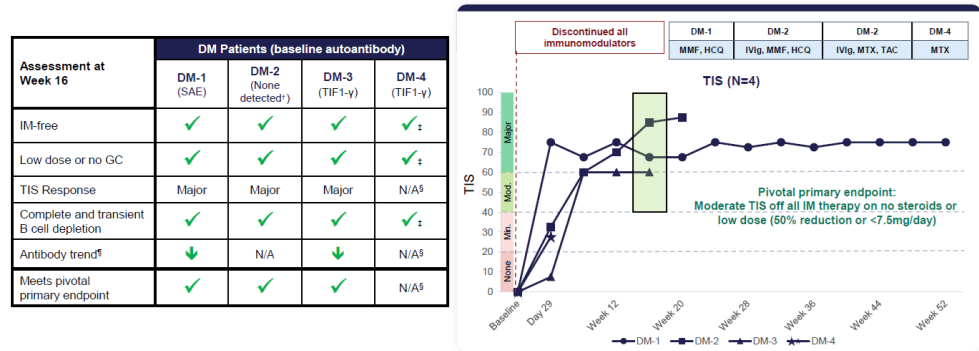 DM Patients (baseline autoantibody)
Assessment at
Week 16
DM-1
(SAE)
DM-2
(None
detected†)
DM-3
(TIF1-γ)
DM-4
(TIF1-γ)
IM-free
✓ ✓ ✓ ✓‡
Low dose or no GC
✓ ✓ ✓ ✓‡
TIS Response Major Major Major N/A§
Complete and transient
B cell depletion
✓ ✓ ✓ ✓‡
Antibody trend¶ N/A N/A§
Meets pivotal
primary endpoint
✓ ✓ ✓ N/A§
Discontinued all
immunomodulators
DM-1 DM-2 DM-2 DM-4
MMF, HCQ IVIg, MMF, HCQ IVIg, MTX, TAC MTX
TIS (N=4)
TIS
100
90
80
70
60
50
40
30
20
10
0
Major
Mod.
Min.
None
Pivotal primary endpoint:
Moderate TIS off all IM therapy on no steroids or
low dose (50% reduction or <7.5mg/day)
Baseline
Day 29
Week 12
Week 20
Week 28
Week 36
Week 44
Week 52
DM-1 DM-2 DM-3 DM-4